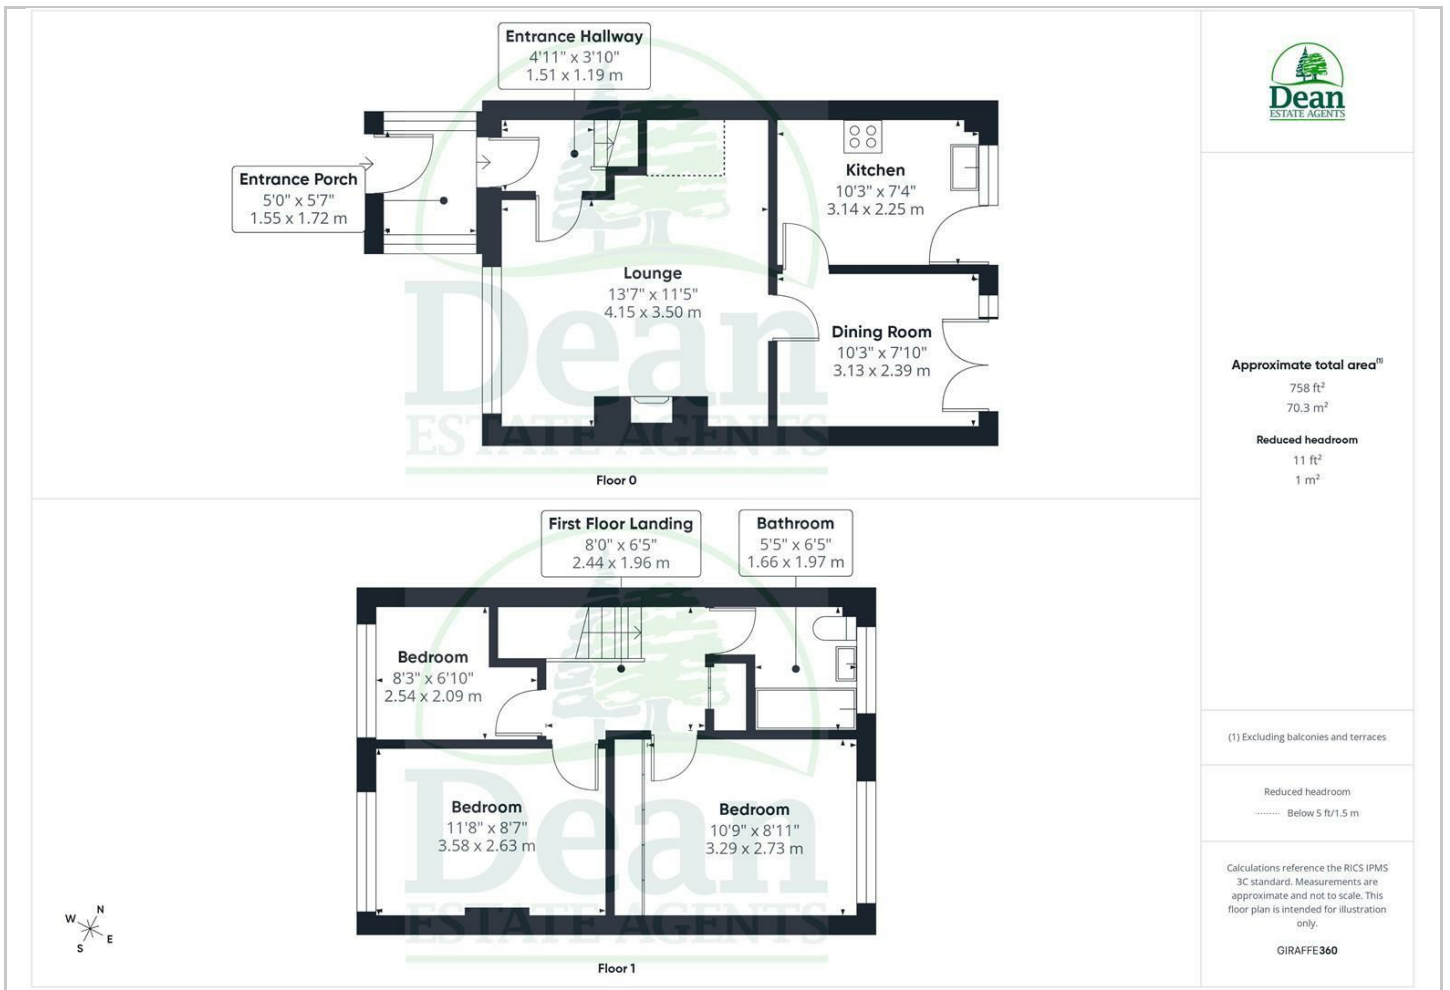 Entrance Hallway
4'11" x 3'10"
1.51 x 1.19 m
Entrance Porch
5'0" x 5'7"
1.55 x 1.72 m
Kitchen
10'3" x 7'4"
3.14 x 2.25 m
Lounge
13'7" x 11'5"
4.15 x 3.50 m
Dining Room
10'3" x 7'10"
3.13 x 2.39 m
Dean
ESTATE AGENTS
Floor 0
First Floor Landing
8'0" x 6'5"
2.44 x 1.96 m
Bathroom
5'5" x 6'5"
1.66 x 1.97 m
Bedroom
8'3" x 6'10"
2.54 x 2.09 m
Bedroom
11'8" x 8'7"
3.58 x 2.63 m
Bedroom
10'9" x 8'11"
3.29 x 2.73 m
Dean
ESTATE AGENTS
Floor 1
N
W
E
S
Dean
ESTATE AGENTS
Approximate total area(1)
758 ft²
70.3 m²
Reduced headroom
11 ft²
1 m²
(1) Excluding balconies and terraces
Reduced headroom
Below 5 ft/1.5 m
Calculations reference the RICS IPMS
3C standard. Measurements are
approximate and not to scale. This
floor plan is intended for illustration
only.
GIRAFFE360